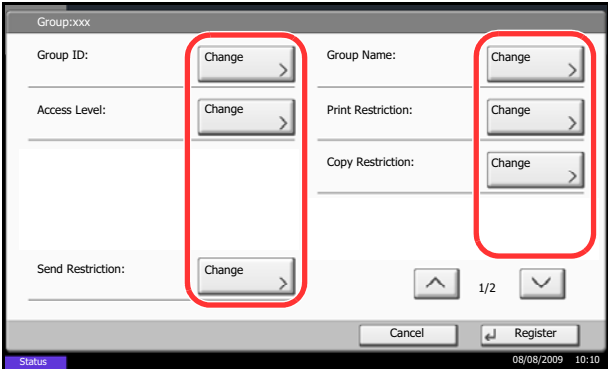 Group:xxx
Group ID: Change Group Name: Change
Access Level: Change Print Restriction: Change
Copy Restriction: Change
Send Restriction: Change
1/2
Cancel Register
Status 08/08/2009 10:10